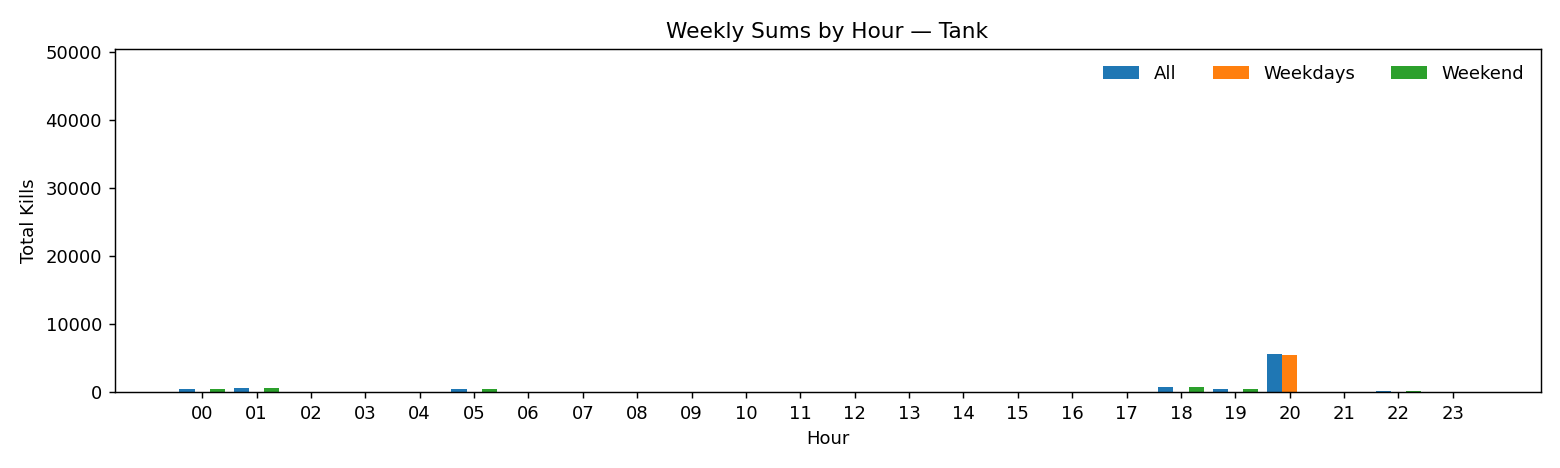 Weekly Sums by Hour — Tank
50000
40000
30000
20000
10000
0
Total Kills
All Weekdays Weekend
00 01 02 03 04 05 06 07 08 09 10 11 12 13 14 15 16 17 18 19 20 21 22 23
Hour